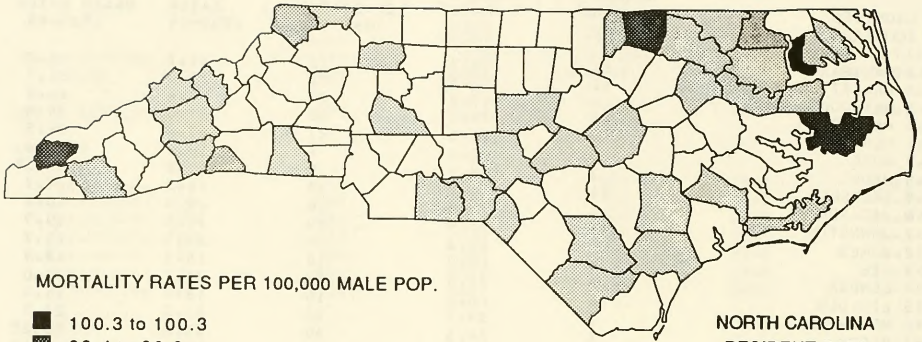 MORTALITY RATES PER 100,000 MALE POP.
100.3 to 100.3
NORTH CAROLINA